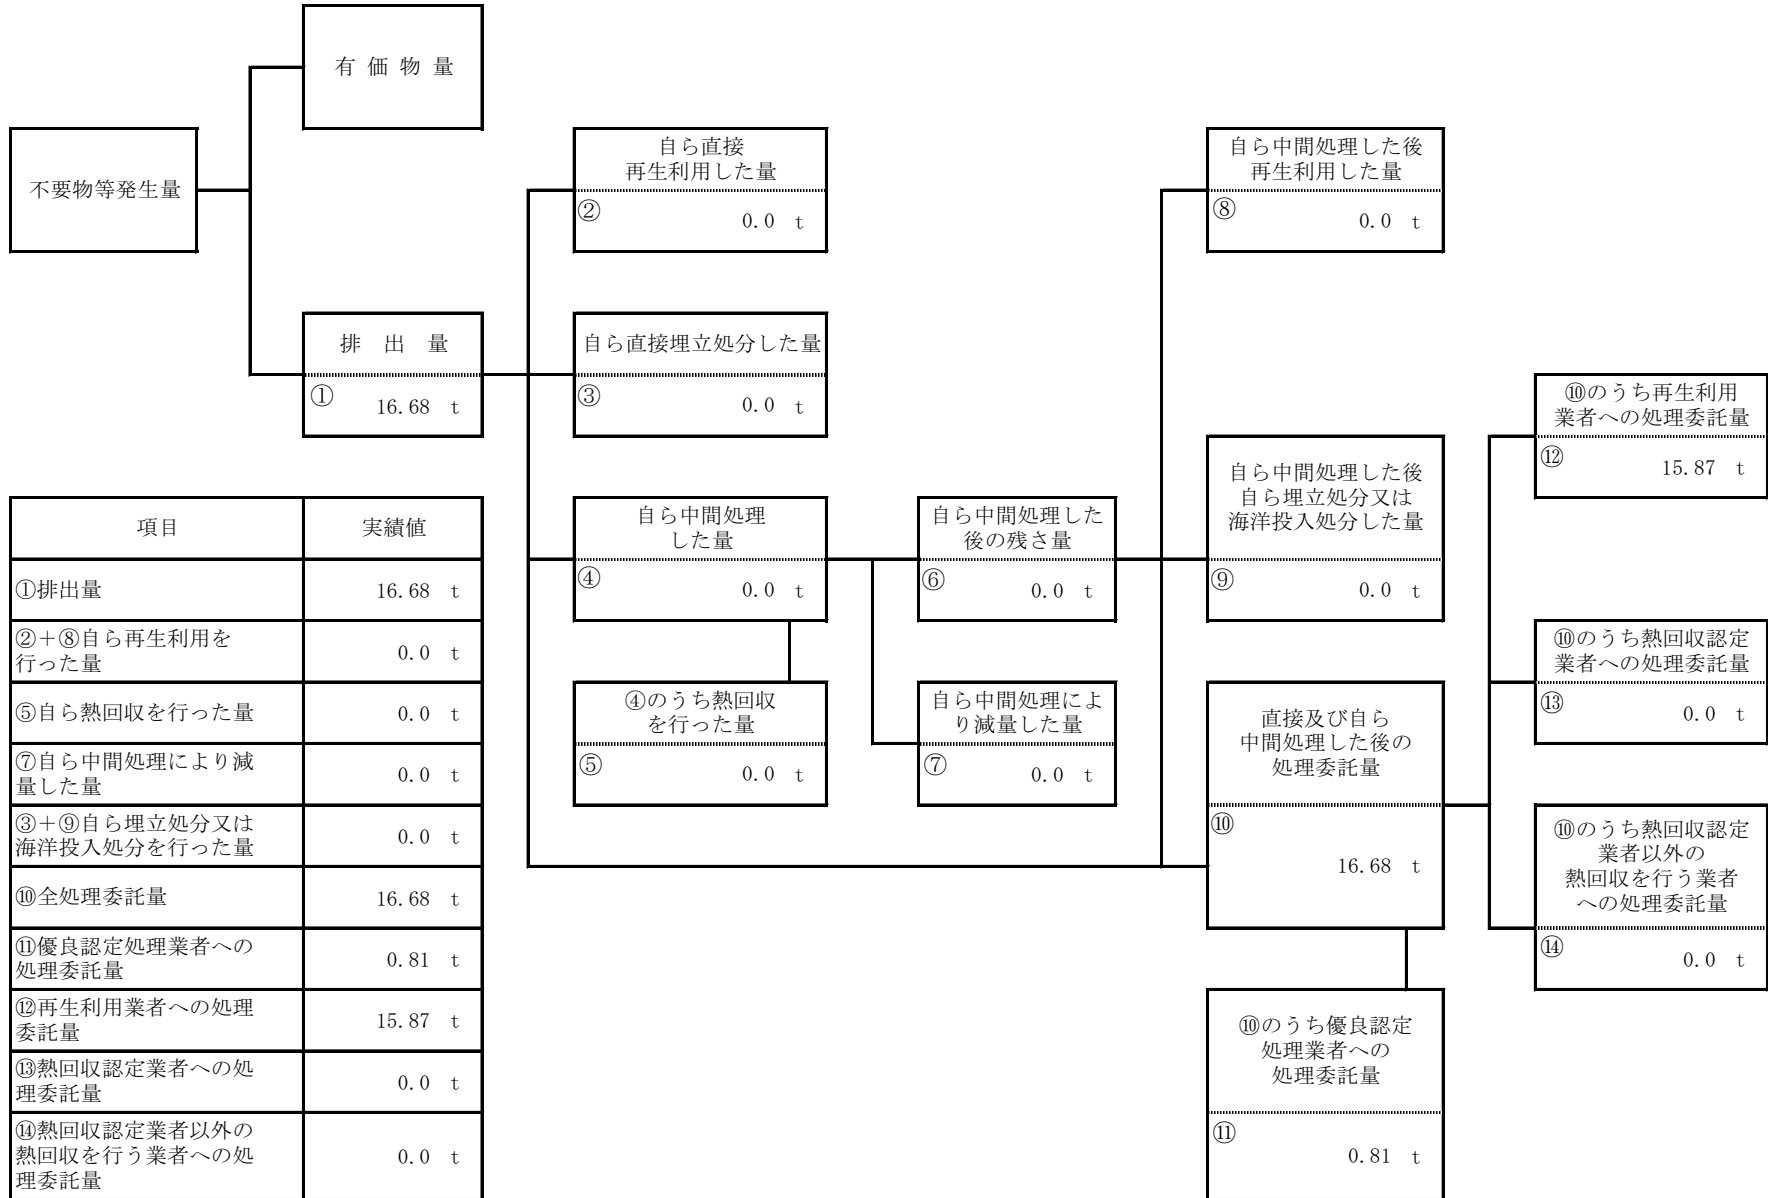 有価物量
不要物等発生量
排出量
① 16.68 t
自ら直接
再生利用した量
② 0.0 t
自ら直接埋立処分した量
③ 0.0 t
自ら中間処理
した量
④ 0.0 t
④のうち熱回収
を行った量
⑤ 0.0 t
自ら中間処理した
後の残さ量
⑥ 0.0 t
自ら中間処理によ
り減量した量
⑦ 0.0 t
自ら中間処理した後
再生利用した量
⑧ 0.0 t
自ら中間処理した後
自ら埋立処分又は
海洋投入処分した量
⑨ 0.0 t
直接及び自ら
中間処理した後の
処理委託量
⑩
16.68 t
⑩のうち優良認定
処理業者への
処理委託量
⑪
0.81 t
⑩のうち再生利用
業者への処理委託量
⑫ 15.87 t
⑩のうち熱回収認定
業者への処理委託量
⑬ 0.0 t
⑩のうち熱回収認定
業者以外の
熱回収を行う業者
への処理委託量
⑭ 0.0 t
項目 実績値
①排出量 16.68 t
②+⑧自ら再生利用を
行った量 0.0 t
⑤自ら熱回収を行った量 0.0 t
⑦自ら中間処理により減
量した量 0.0 t
③+⑨自ら埋立処分又は
海洋投入処分を行った量 0.0 t
⑩全処理委託量 16.68 t
⑪優良認定処理業者への
処理委託量 0.81 t
⑫再生利用業者への処理
委託量 15.87 t
⑬熱回収認定業者への処
理委託量 0.0 t
⑭熱回収認定業者以外の
熱回収を行う業者への処
理委託量 0.0 t